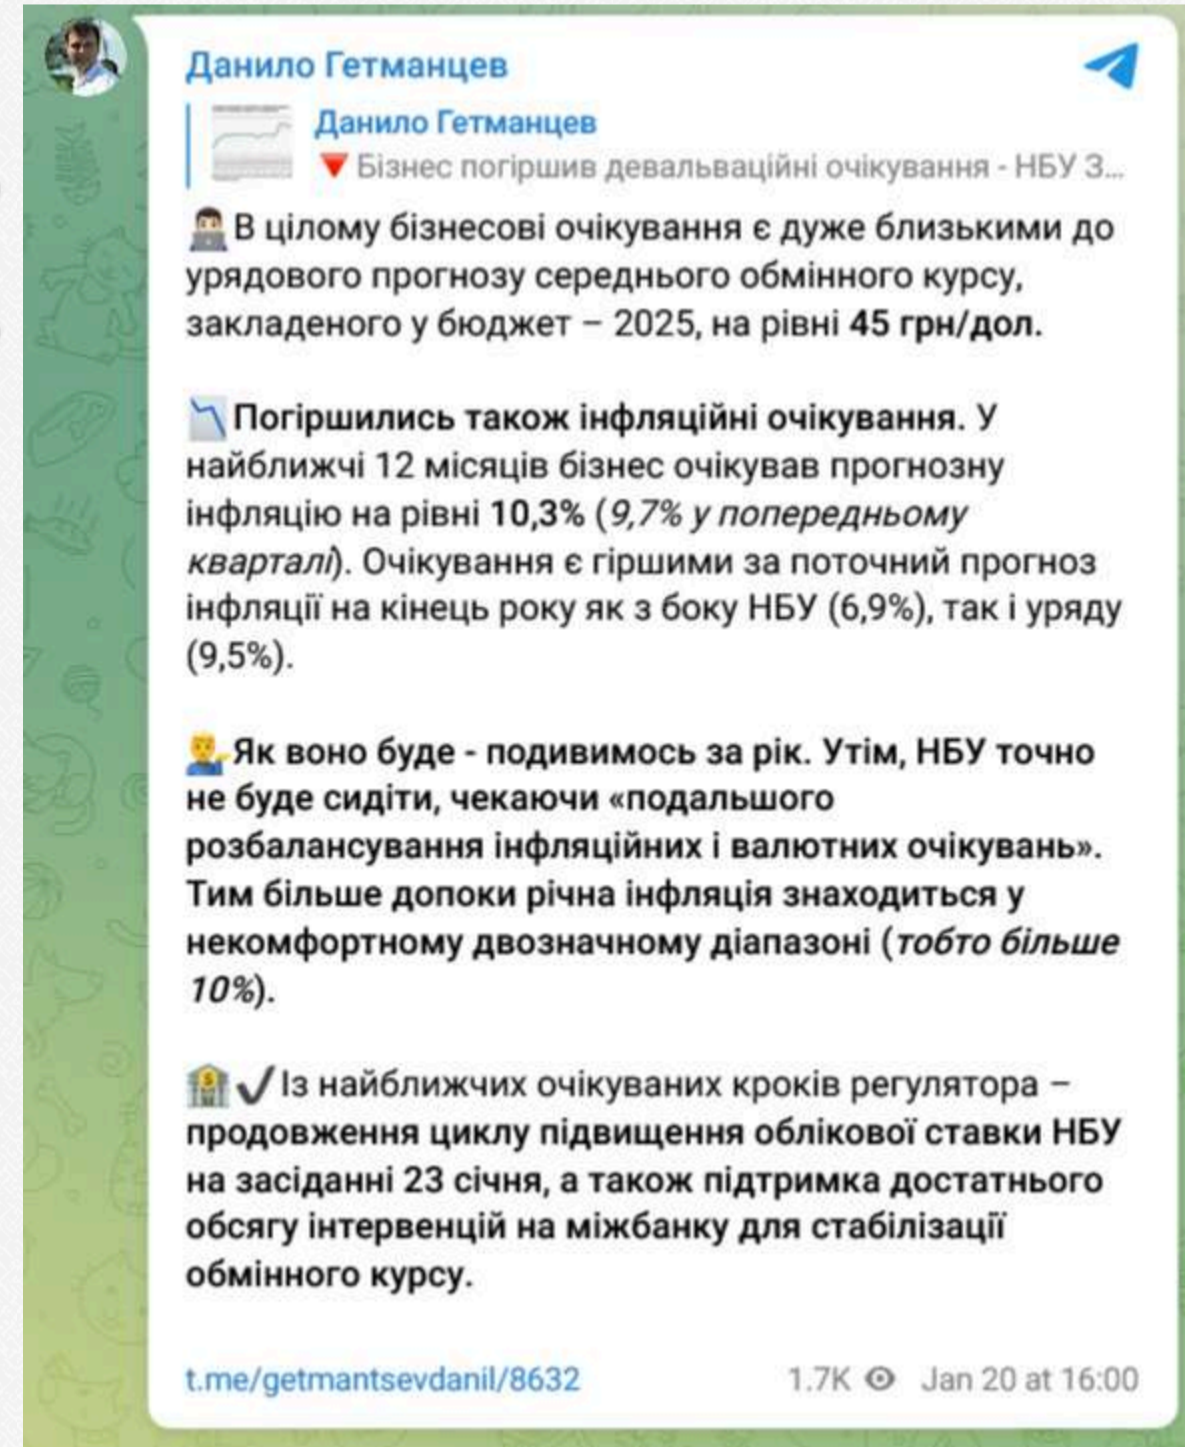 Данило Гетманцев
Данило Гетманцев
🔻 Бізнес погіршив девальваційні очікування - НБУ З...
👨🏻‍💻 В цілому бізнесові очікування є дуже близькими до
урядового прогнозу середнього обмінного курсу,
закладеного у бюджет – 2025, на рівні 45 грн/дол.
📉 Погіршились також інфляційні очікування. У
найближчі 12 місяців бізнес очікував прогнозну
інфляцію на рівні 10,3% (9,7% у попередньому
кварталі). Очікування є гіршими за поточний прогноз
інфляції на кінець року як з боку НБУ (6,9%), так і уряду
(9,5%).
💁‍♂️ Як воно буде - подивимось за рік. Утім, НБУ точно
не буде сидіти, чекаючи «подальшого
розбалансування інфляційних і валютних очікувань».
Тим більше допоки річна інфляція знаходиться у
некомфортному двозначному діапазоні (тобто більше
10%).
🏦✔️ Із найближчих очікуваних кроків регулятора –
продовження циклу підвищення облікової ставки НБУ
на засіданні 23 січня, а також підтримка достатнього
обсягу інтервенцій на міжбанку для стабілізації
обмінного курсу.
t.me/getmantsevdanil/8632 1.7K Jan 20 at 16:00